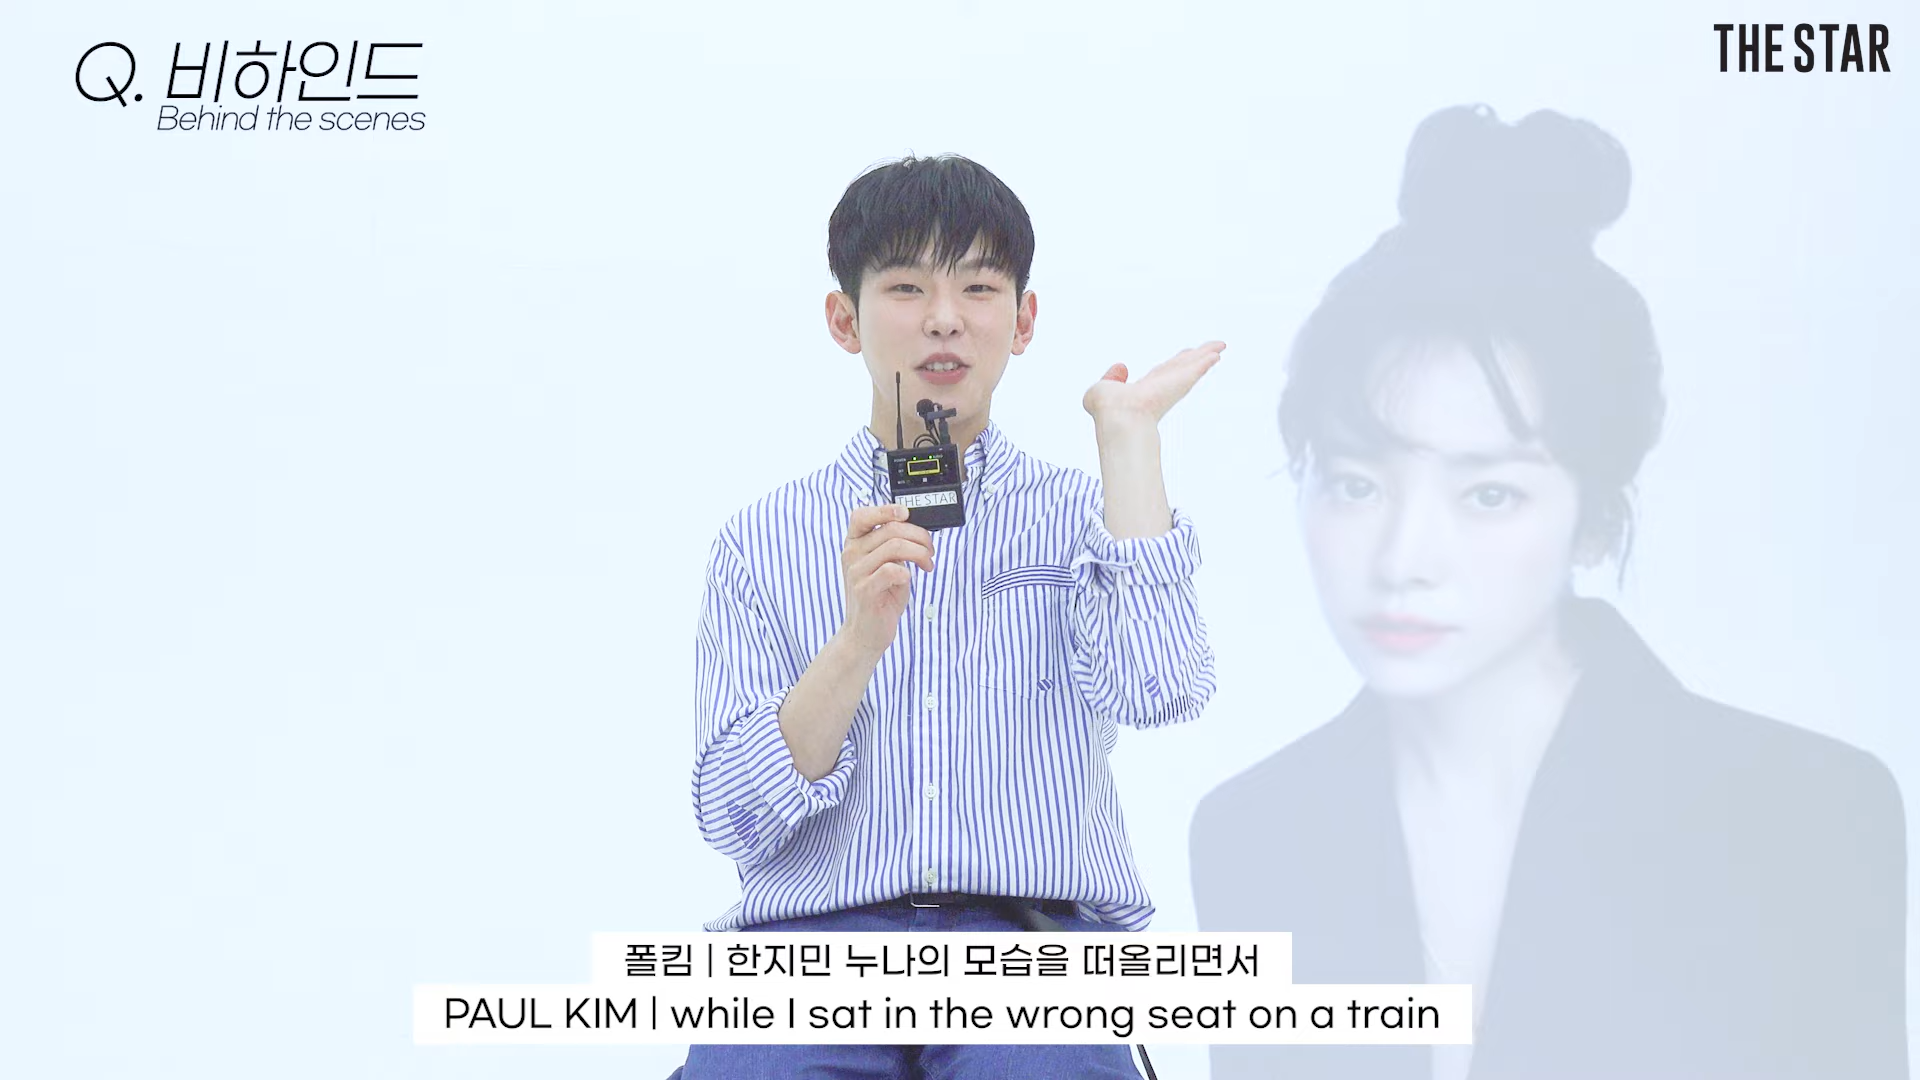 Q. 비하인드
Behind the scenes
THE STAR
THE STAR
폴킴 | 한지민 누나의 모습을 떠올리면서
PAUL KIM | while I sat in the wrong seat on a train